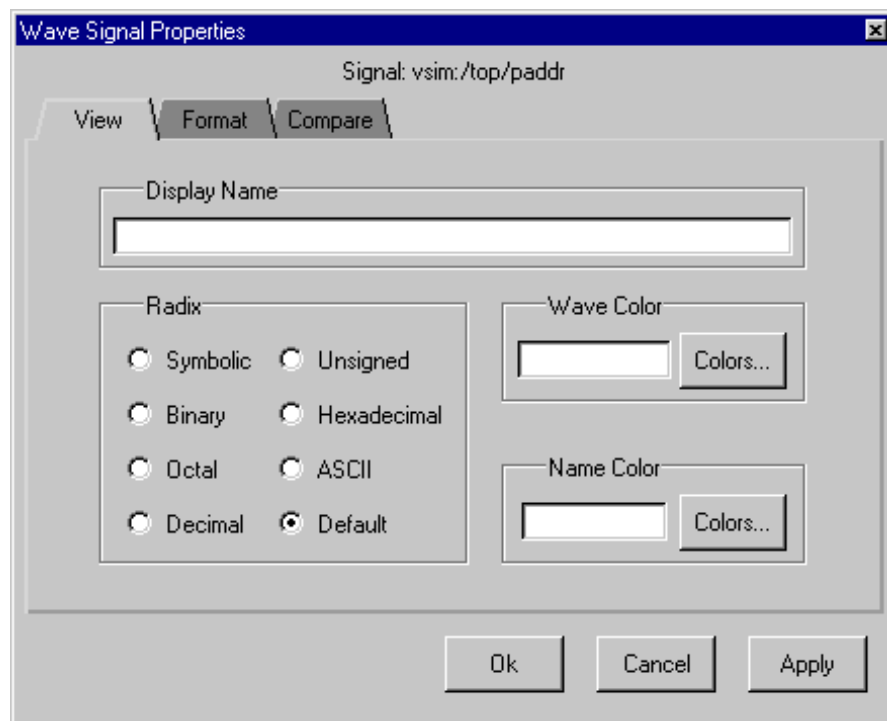 Wave Signal Properties
Signal: vsim:/top/paddr
View Format Compare
Display Name
Radix
Symbolic Unsigned
Binary Hexadecimal
Octal ASCII
Decimal Default
Wave Color
Colors...
Name Color
Colors...
Ok Cancel Apply